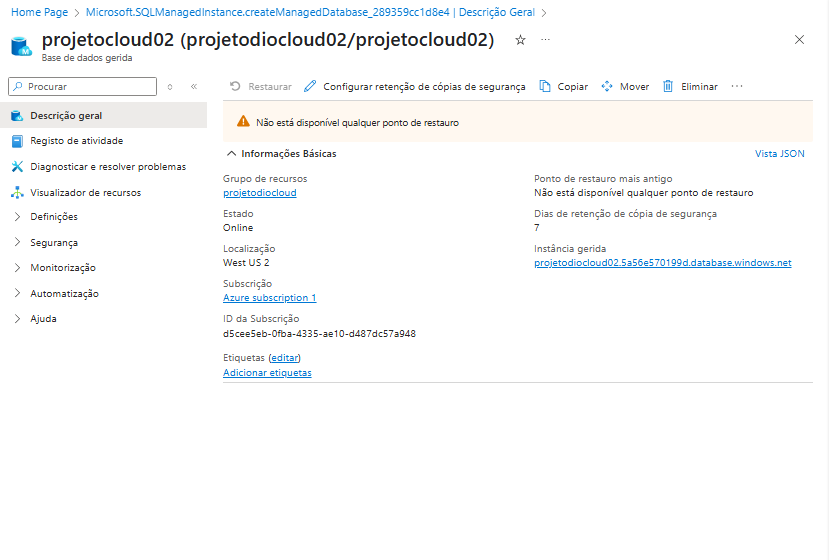 Home Page > Microsoft.SQLManagedInstance.createManagedDatabase_289359cc1d8e4 | Descrição Geral >
projetocloud02 (projetodiocloud02/projetocloud02)
Base de dados gerida
Procurar
Restaurar
Configurar retenção de cópias de segurança
Copiar
Mover
Eliminar
Descrição geral
Registo de atividade
Diagnosticar e resolver problemas
Visualizador de recursos
Definições
Segurança
Monitorização
Automatização
Ajuda
Não está disponível qualquer ponto de restauro
Informações Básicas
Vista JSON
Grupo de recursos
projetodiocloud
Estado
Online
Localização
West US 2
Subscrição
Azure subscription 1
ID da Subscrição
d5cee5eb-0fba-4335-ae10-d487dc57a948
Etiquetas (editar)
Adicionar etiquetas
Ponto de restauro mais antigo
Não está disponível qualquer ponto de restauro
Dias de retenção de cópia de segurança
7
Instância gerida
projetodiocloud02.5a56e570199d.database.windows.net